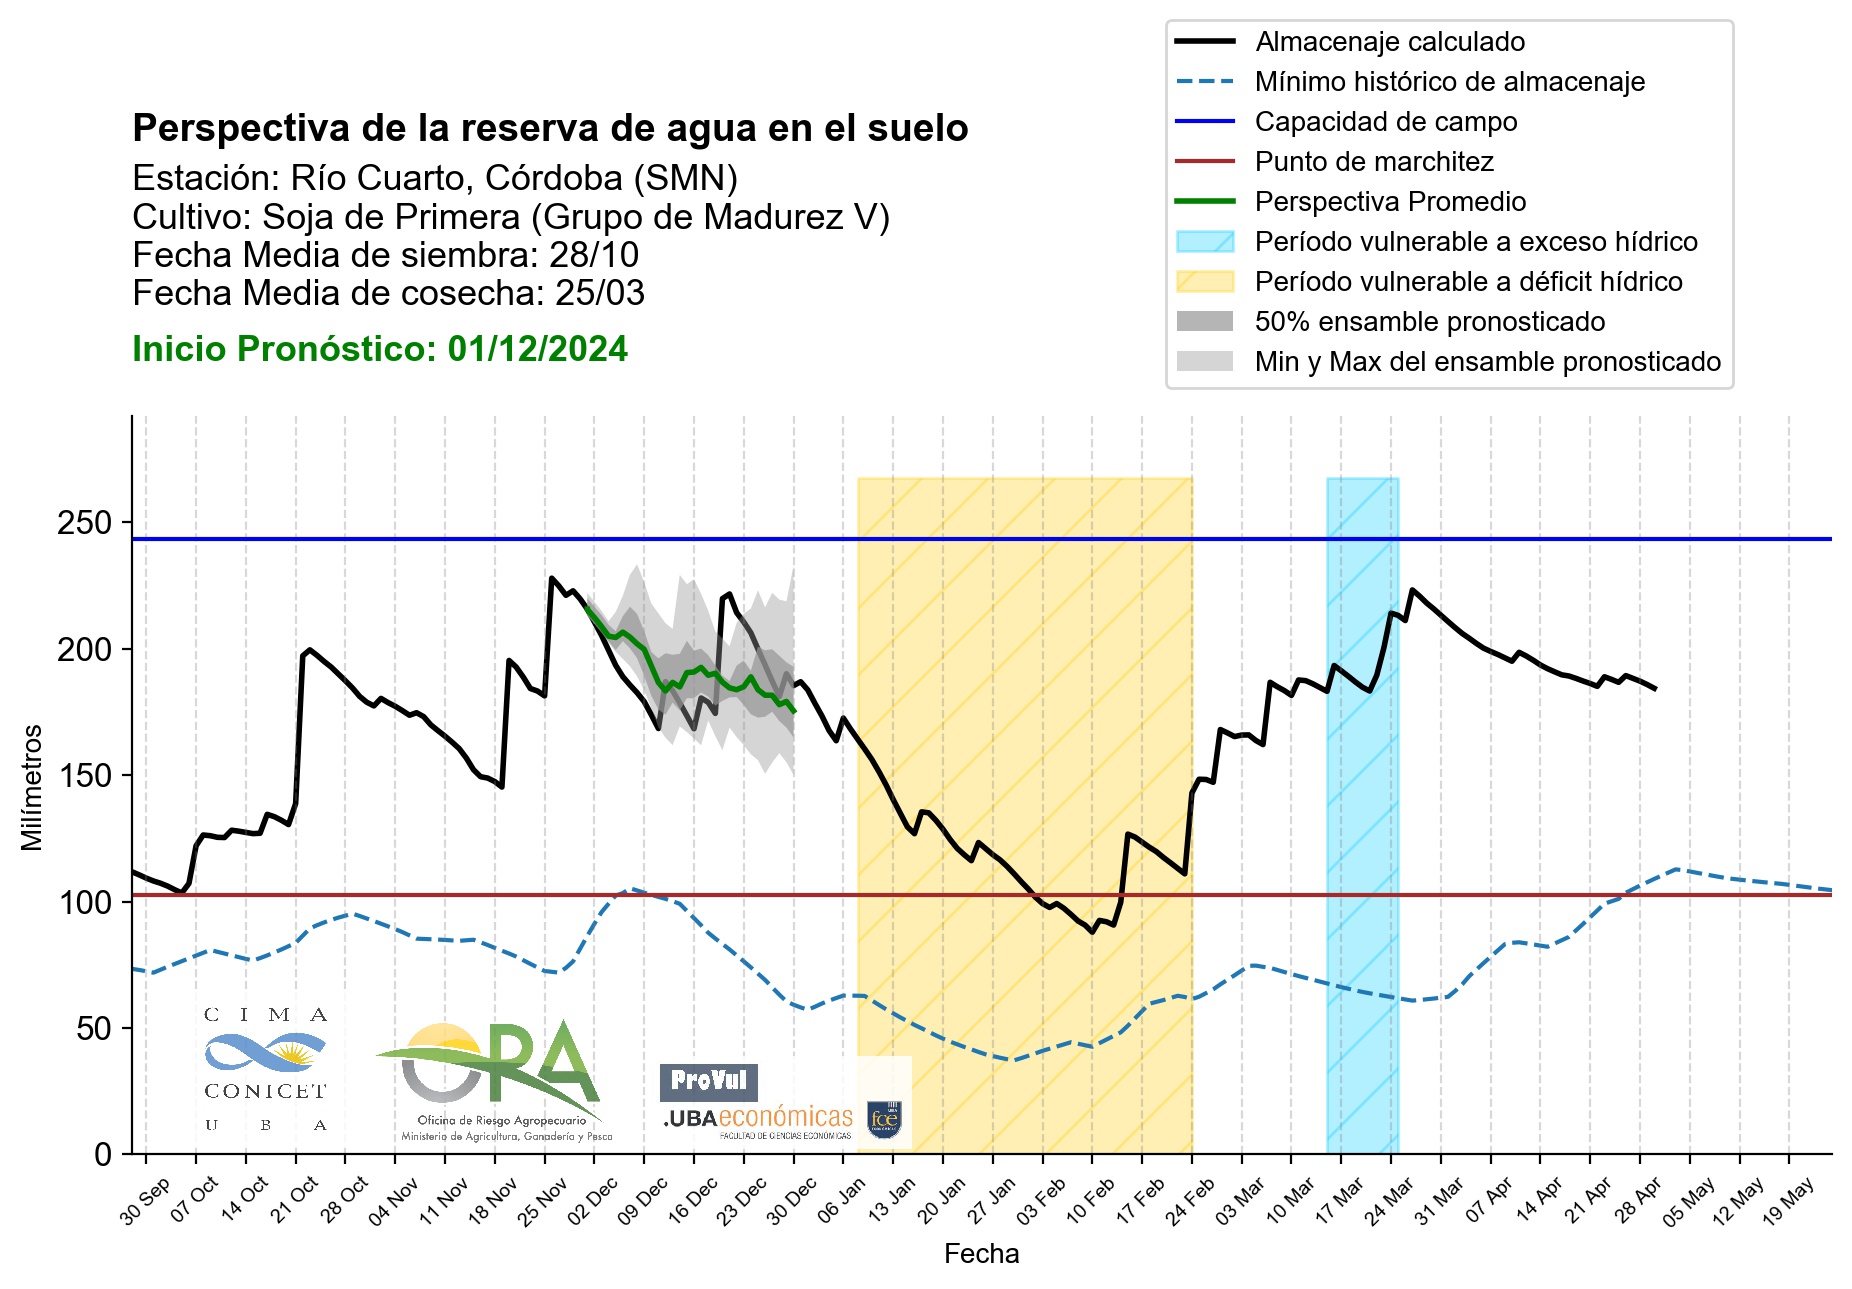 Almacenaje calculado
Mínimo histórico de almacenaje
Capacidad de campo
Punto de marchitez
Perspectiva Promedio
Período vulnerable a exceso hídrico
Período vulnerable a déficit hídrico
50% ensamble pronosticado
Min y Max del ensamble pronosticado
Perspectiva de la reserva de agua en el suelo
Estación: Río Cuarto, Córdoba (SMN)
Cultivo: Soja de Primera (Grupo de Madurez V)
Fecha Media de siembra: 28/10
Fecha Media de cosecha: 25/03
Inicio Pronóstico: 01/12/2024
250
200
150
100
50
0
Milímetros
C I M A
CONICET
U B A
ORA
Oficina de Riesgo Agropecuario
Ministerio de Agricultura, Ganadería y Pesca
ProVul
.UBAeconómicas
FACULTAD DE CIENCIAS ECONÓMICAS
UBA
fce
30 Sep
07 Oct
14 Oct
21 Oct
28 Oct
04 Nov
11 Nov
18 Nov
25 Nov
02 Dec
09 Dec
16 Dec
23 Dec
30 Dec
06 Jan
13 Jan
20 Jan
27 Jan
03 Feb
10 Feb
17 Feb
24 Feb
03 Mar
10 Mar
17 Mar
24 Mar
31 Mar
07 Apr
14 Apr
21 Apr
28 Apr
05 May
12 May
19 May
Fecha